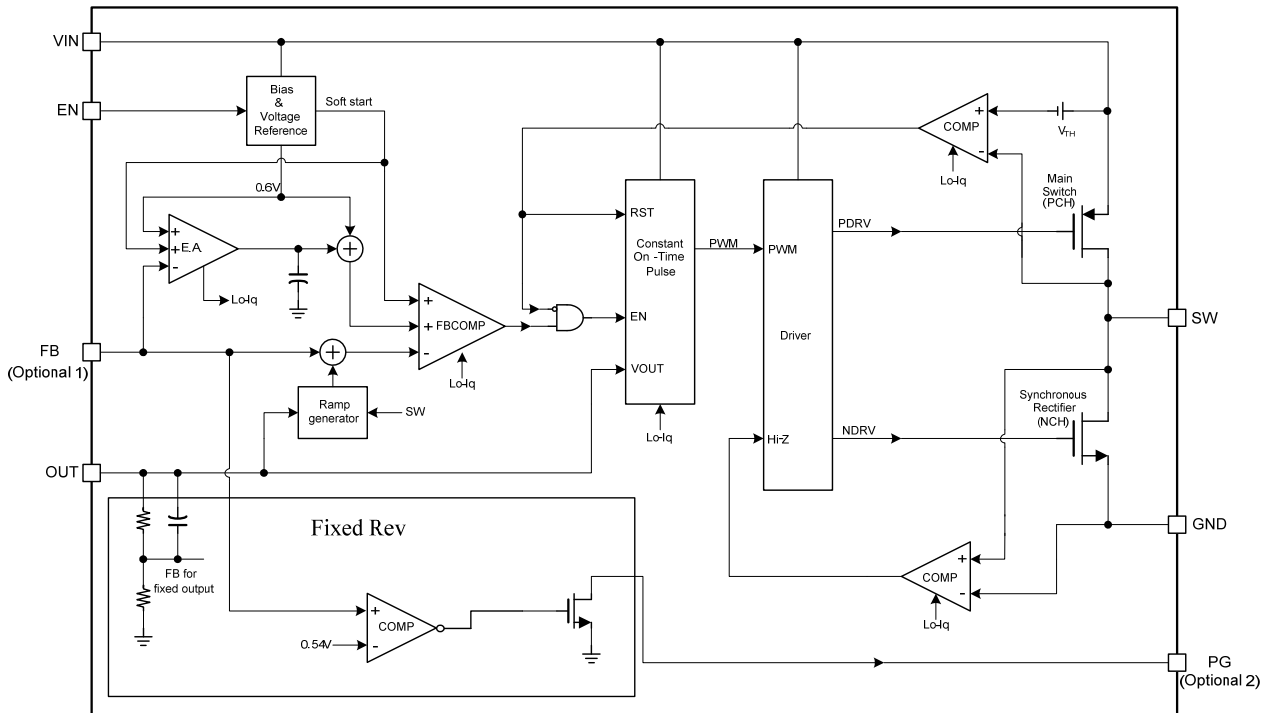 VIN
EN
Bias
&
Voltage
Reference
Soft start
0.6V
+
+
E.A.
-
Lo-Iq
+
FB
(Optional 1)
+
Ramp
generator
SW
+
+
FBCOMP
-
Lo-Iq
RST
Constant
On -Time
Pulse
EN
VOUT
Lo-Iq
PWM
PWM
Driver
Hi-Z
PDRV
NDRV
COMP
+
-
Lo-Iq
VTH
Main
Switch
(PCH)
SW
Synchronous
Rectifier
(NCH)
GND
COMP
+
-
Lo-Iq
OUT
Fixed Rev
FB for
fixed output
0.54V
+
COMP
-
PG
(Optional 2)